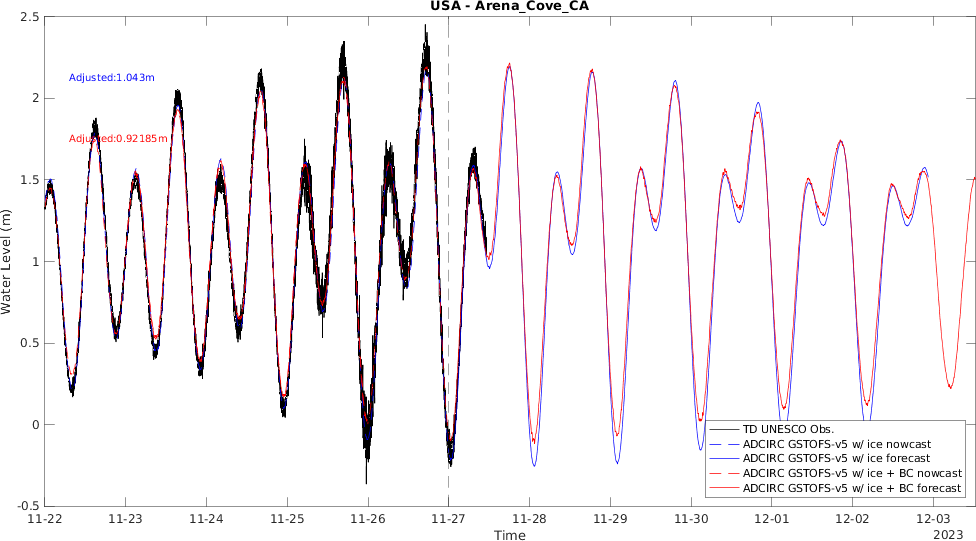 USA - Arena_Cove_CA
2.5
2
1.5
1
0.5
0
-0.5
Water Level (m)
Adjusted:1.043m
Adjusted:0.92185m
TD UNESCO Obs.
ADCIRC GSTOFS-v5 w/ ice nowcast
ADCIRC GSTOFS-v5 w/ ice forecast
ADCIRC GSTOFS-v5 w/ ice + BC nowcast
ADCIRC GSTOFS-v5 w/ ice + BC forecast
11-22 11-23 11-24 11-25 11-26 11-27 11-28 11-29 11-30 12-01 12-02 12-03
Time
2023